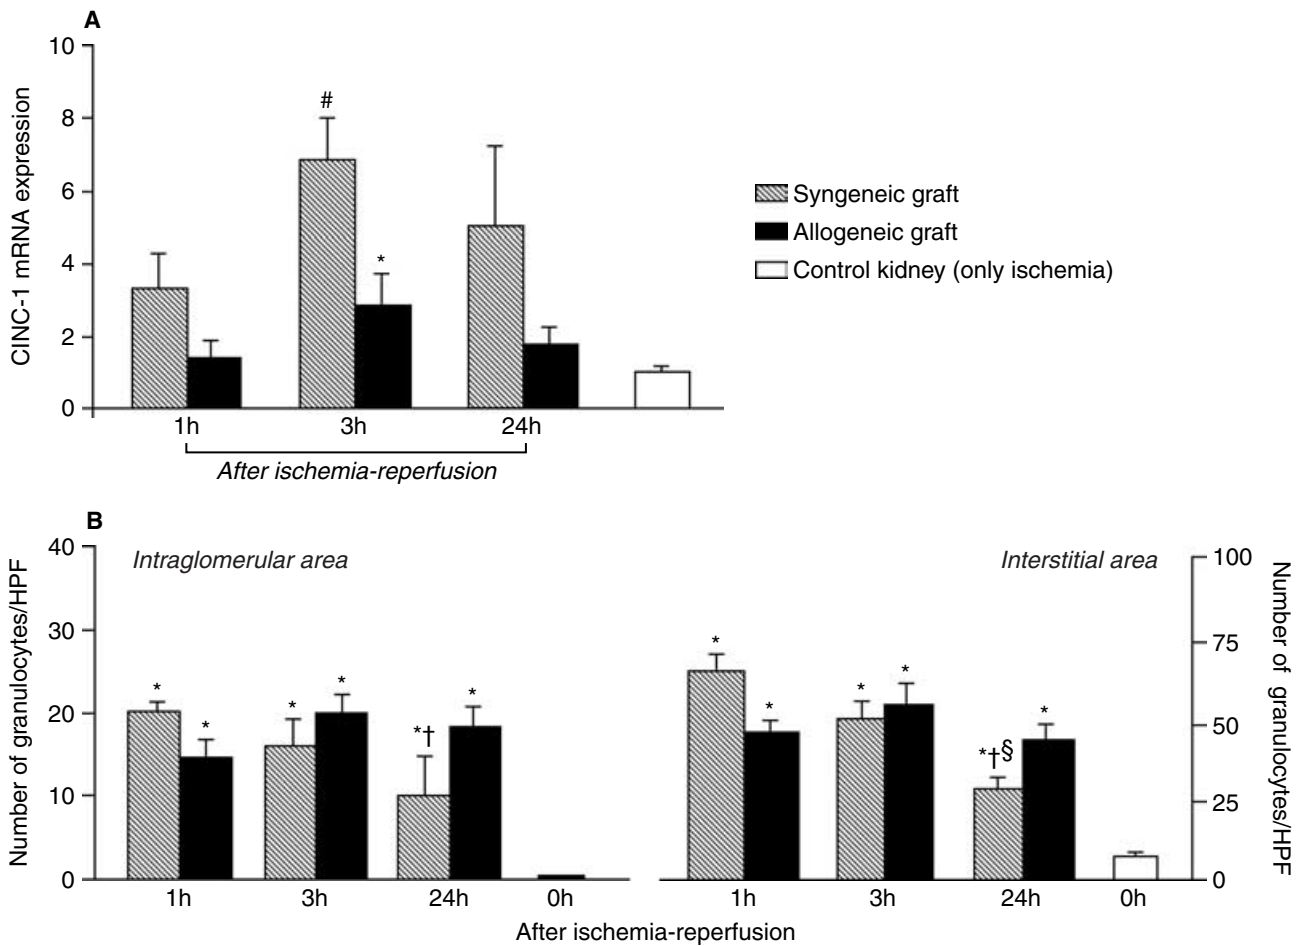 A
10
8
6
4
2
0
CINC-1 mRNA expression
#
*
1h 3h 24h
After ischemia-reperfusion
Syngeneic graft
Allogeneic graft
Control kidney (only ischemia)
B
Intraglomerular area
40
30
20
10
0
Number of granulocytes/HPF
* * * * *† *
1h 3h 24h 0h
Interstitial area
100
75
50
25
0
Number of granulocytes/HPF
* * * * *†§ *
1h 3h 24h 0h
After ischemia-reperfusion